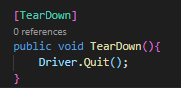 [TearDown]
0 references
public void TearDown(){
    Driver.Quit();
}